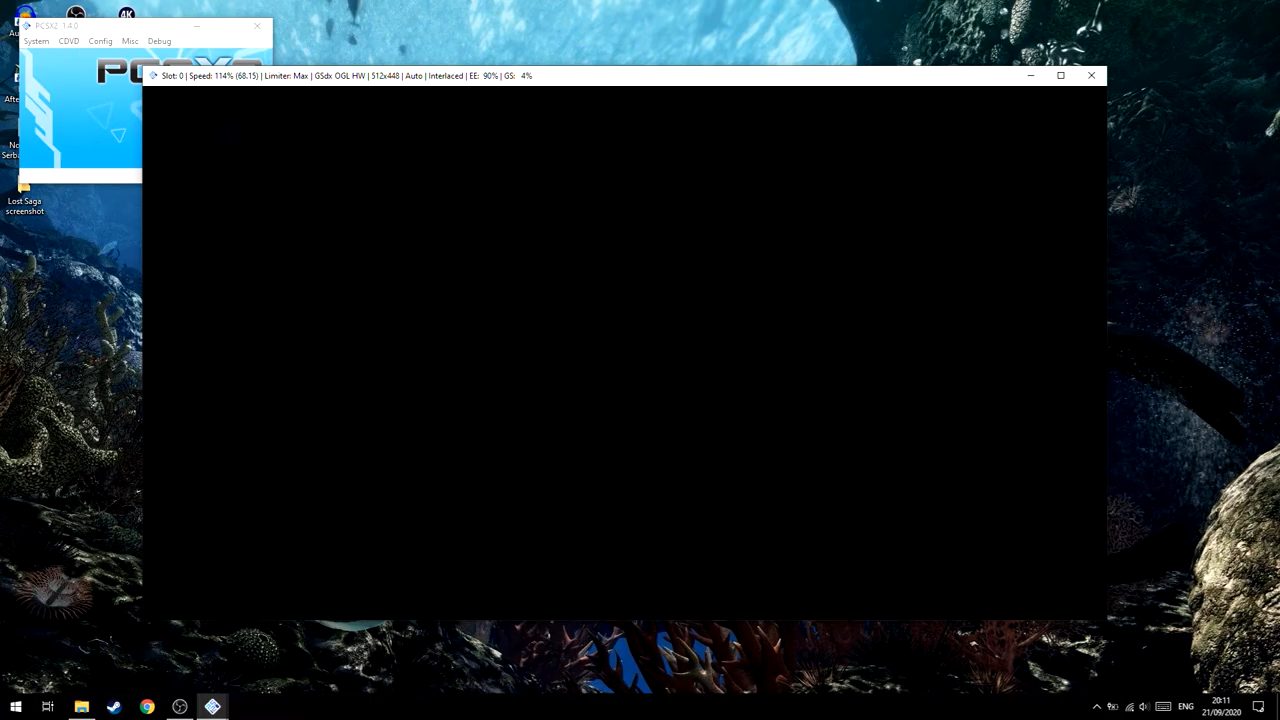 4K
PCSX2 1.4.0
System CDVD Config Misc Debug
Slot: 0 | Speed: 114% (68.15) | Limiter: Max | GSdx OGL HW | 512x448 | Auto | Interlaced | EE: 90% | GS: 4%
Lost Saga
screenshot
ENG
20:11
21/09/2020